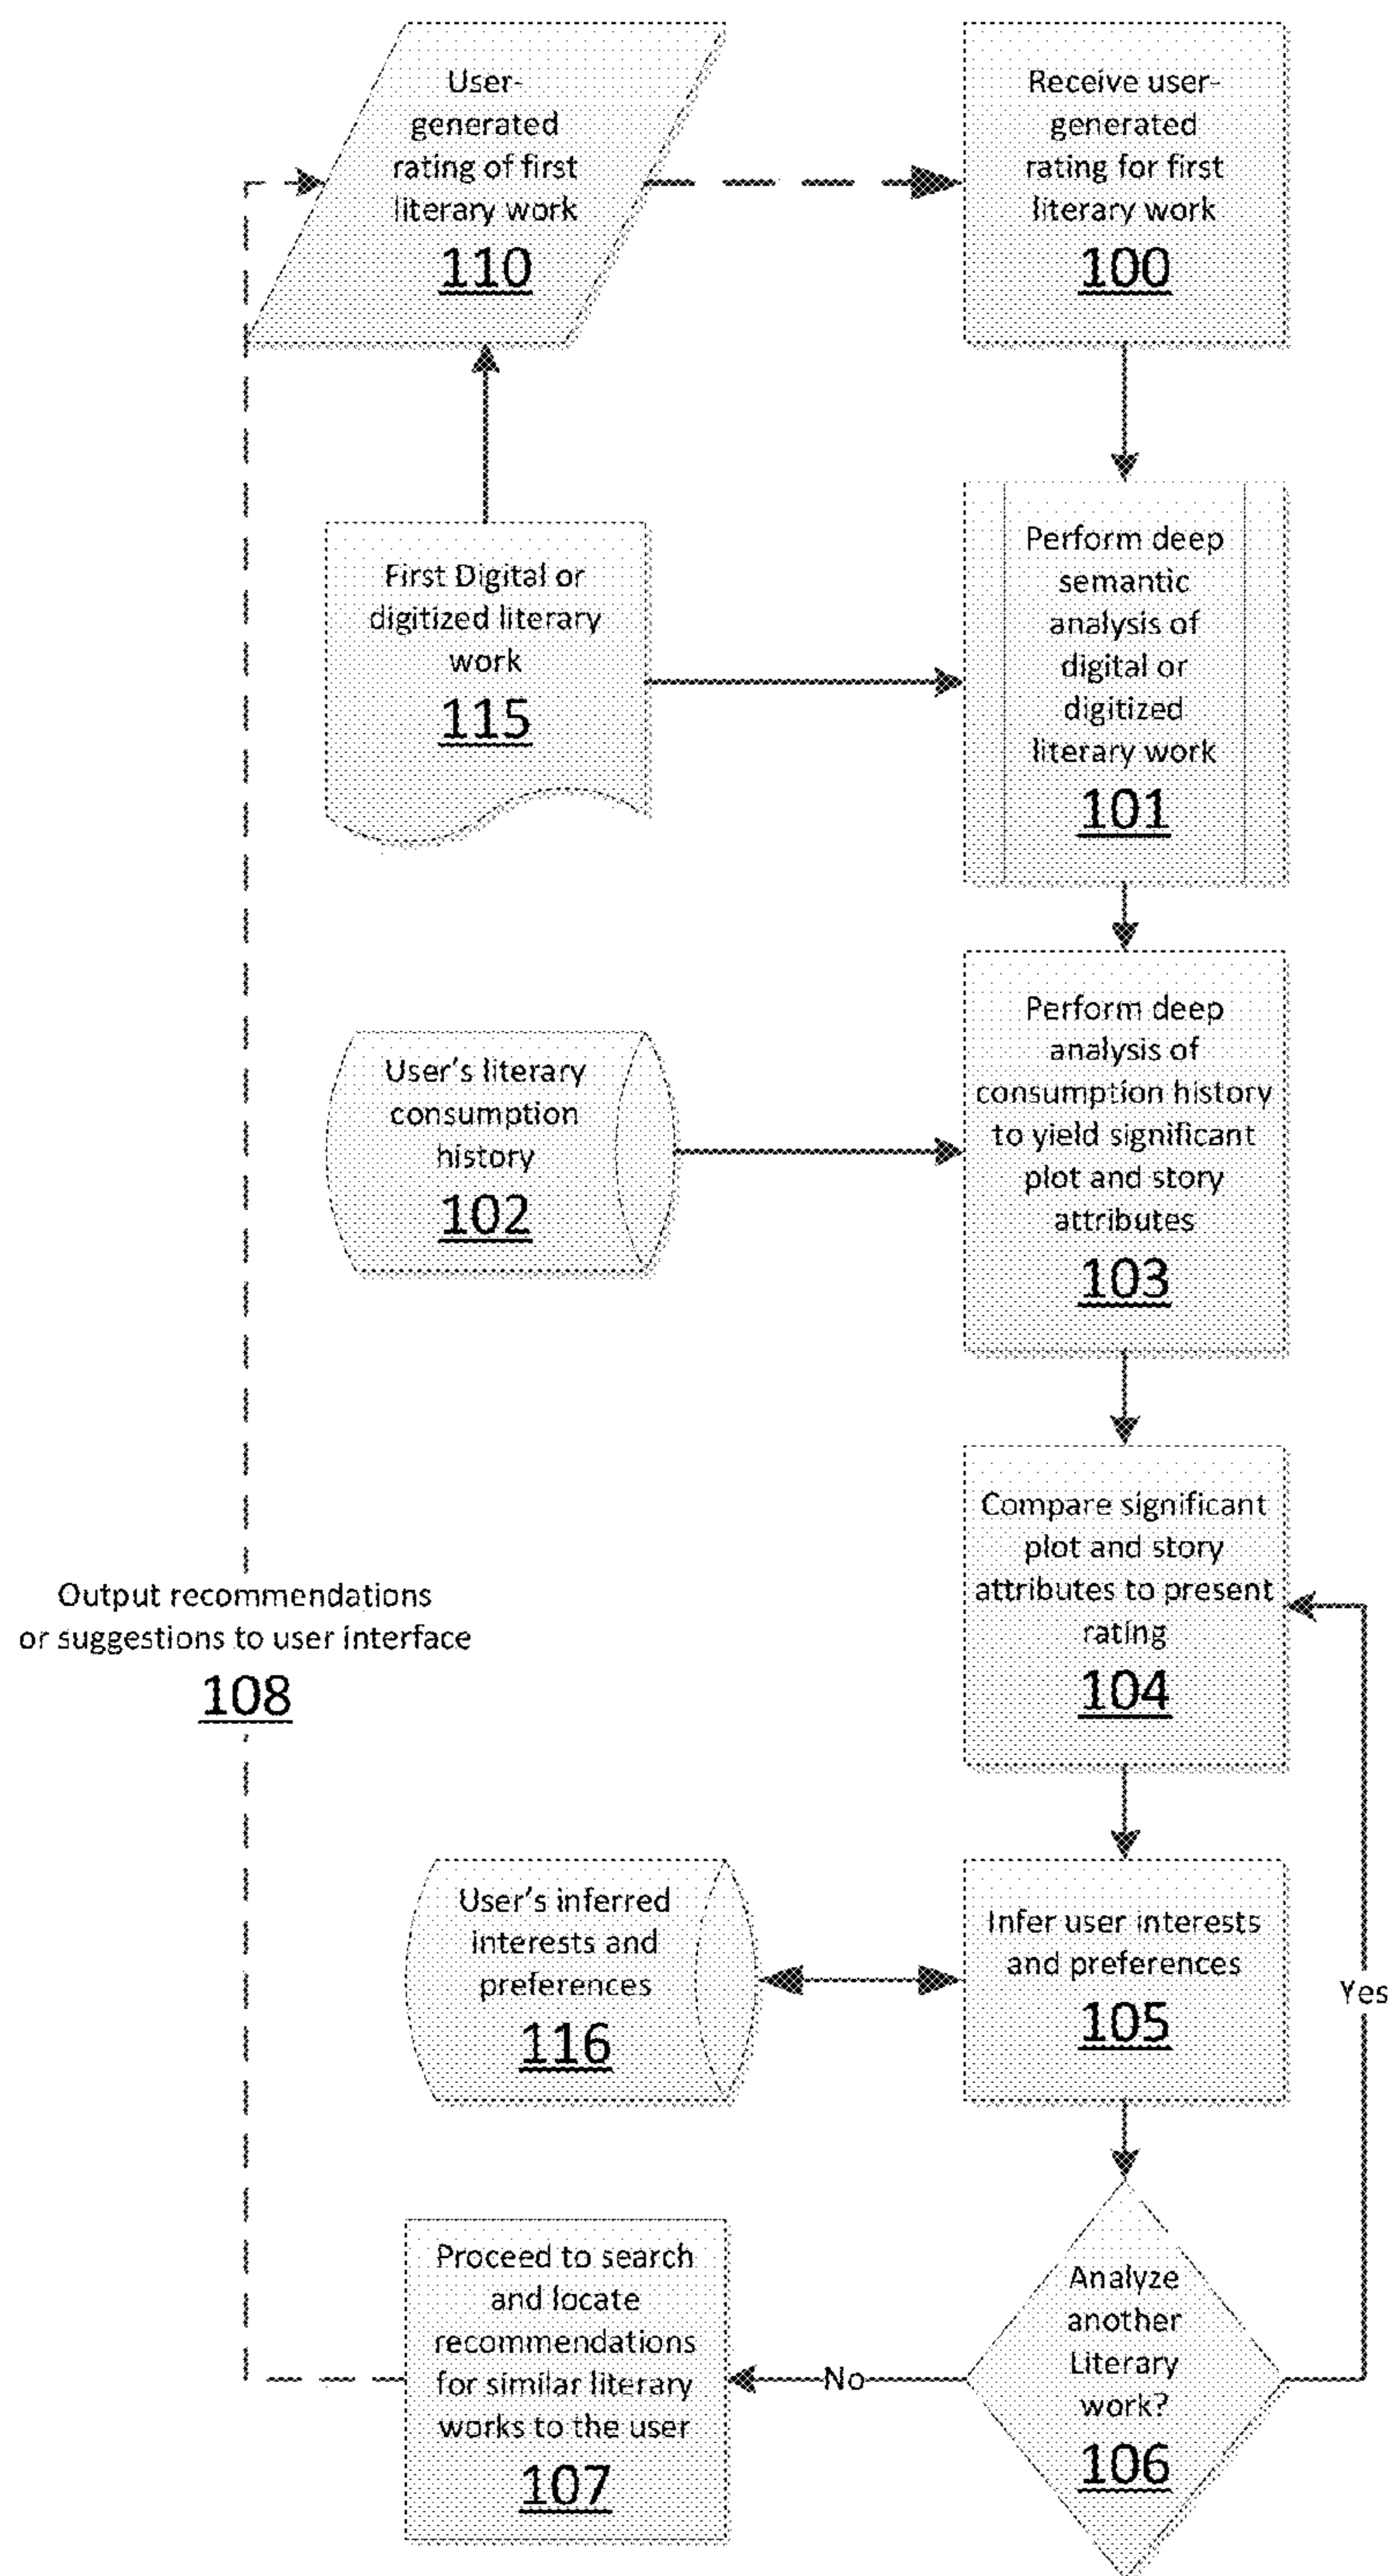 User-
generated
rating of first
literary work
110
Receive user-
generated
rating for first
literary work
100
First Digital or
digitized literary
work
115
Perform deep
semantic
analysis of
digital or
digitized
literary work
101
User's literary
consumption
history
102
Perform deep
analysis of
consumption history
to yield significant
plot and story
attributes
103
Compare significant
plot and story
attributes to present
rating
104
Output recommendations
or suggestions to user interface
108
User's inferred
interests and
preferences
116
Infer user interests
and preferences
105
Yes
Proceed to search
and locate
recommendations
for similar literary
works to the user
107
No
Analyze
another
Literary
work?
106